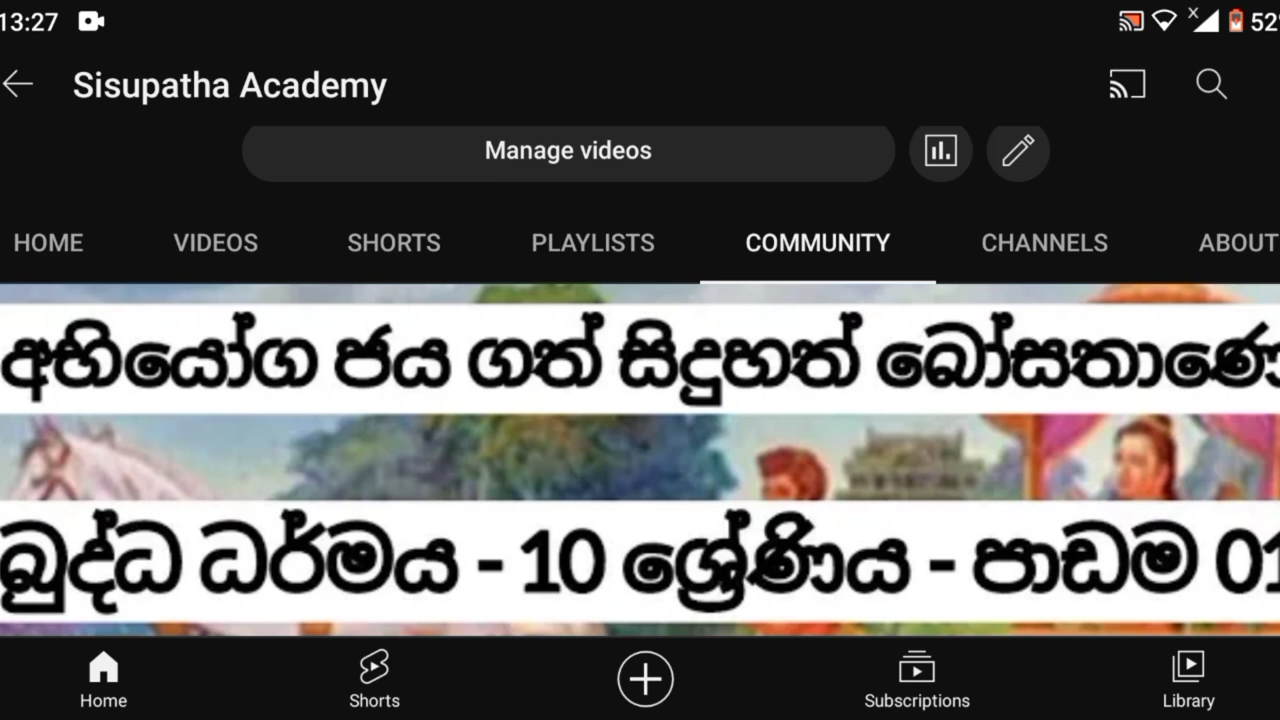 13:27
Sisupatha Academy
Manage videos
HOME VIDEOS SHORTS PLAYLISTS COMMUNITY CHANNELS ABOUT
අභියෝග ජය ගත් සිදුහත් බෝසතාණෝ
බුද්ධ ධර්මය - 10 ශ්‍රේණිය - පාඩම 01
Home Shorts Subscriptions Library